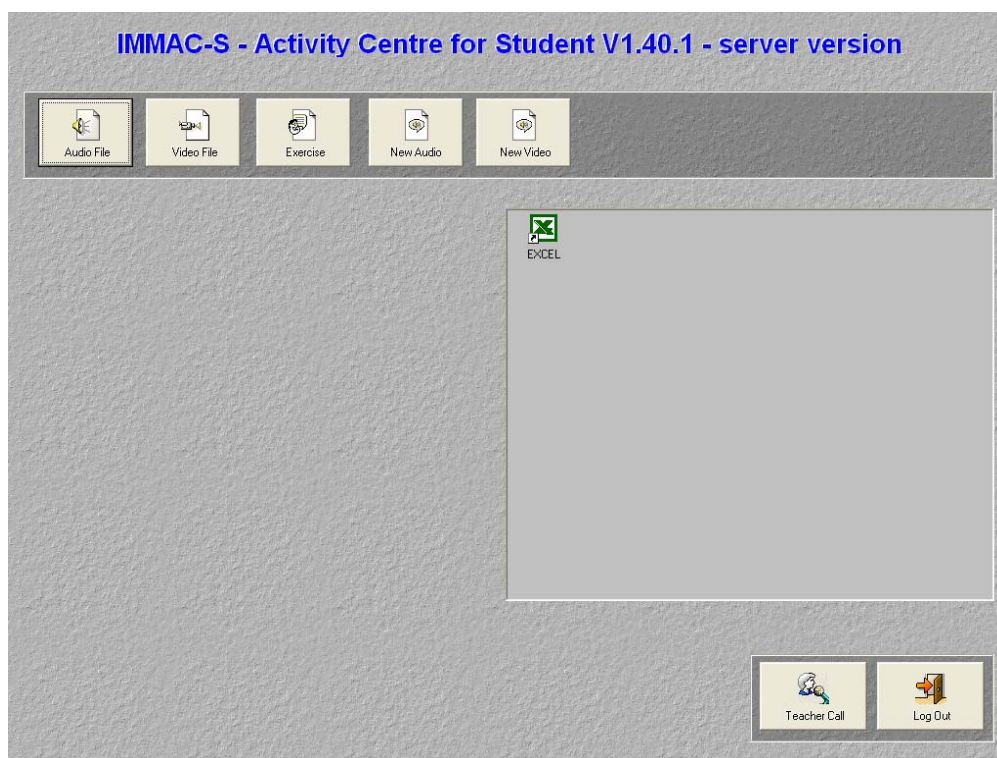 IMMAC-S - Activity Centre for Student V1.40.1 - server version
Audio File
Video File
Exercise
New Audio
New Video
EXCEL
Teacher Call
Log Out